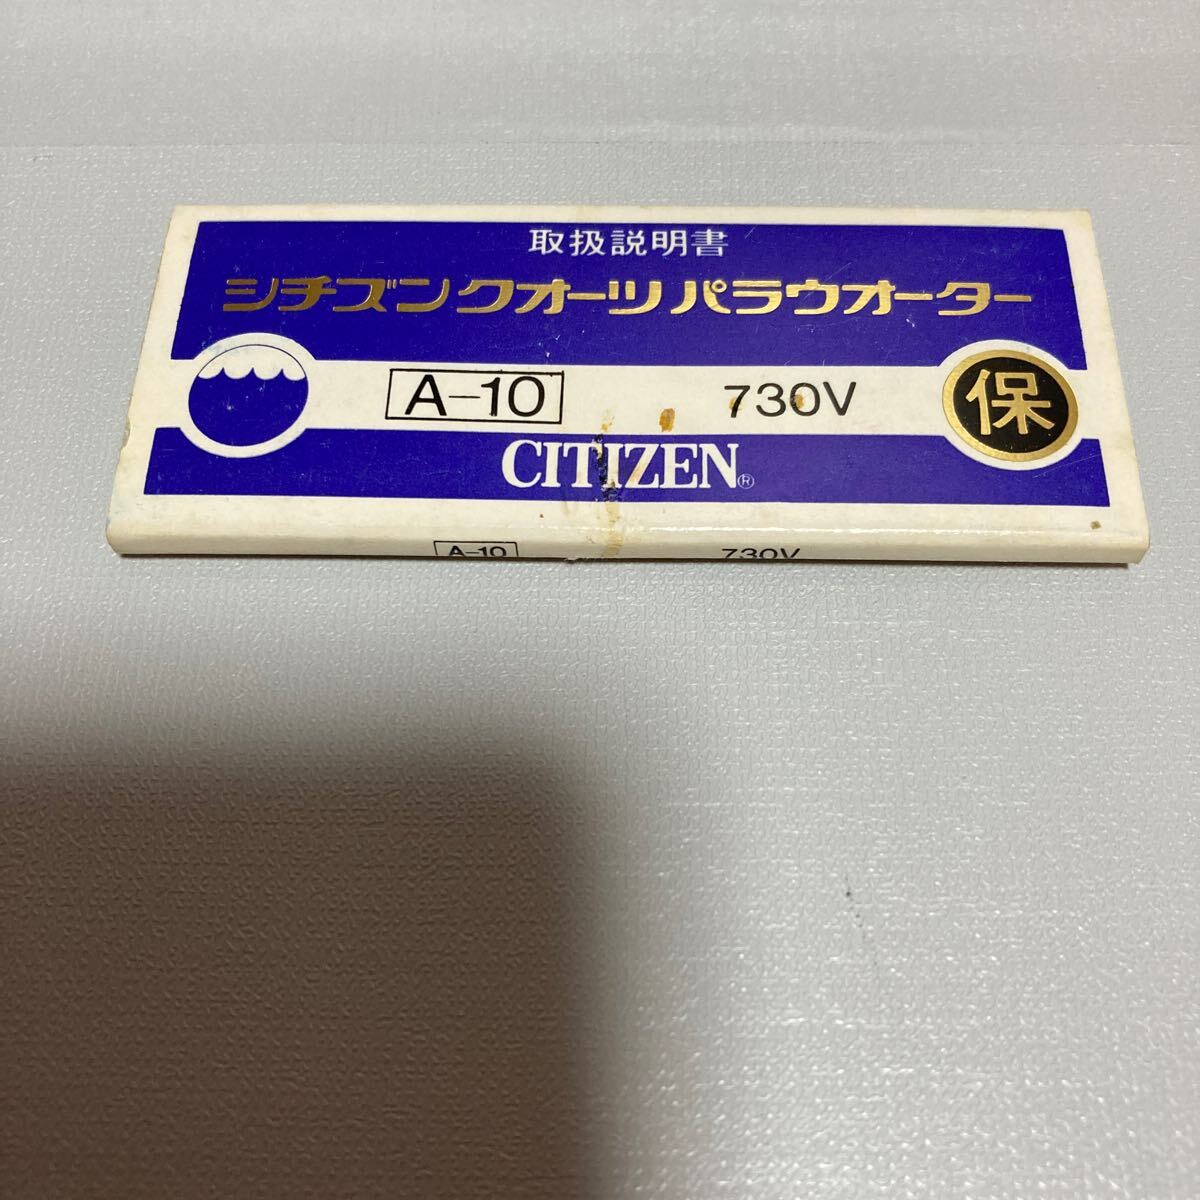 取扱説明書
シチズンクオーツパラウオーター
A-10 730V 保
CITIZEN®
A-10 730V